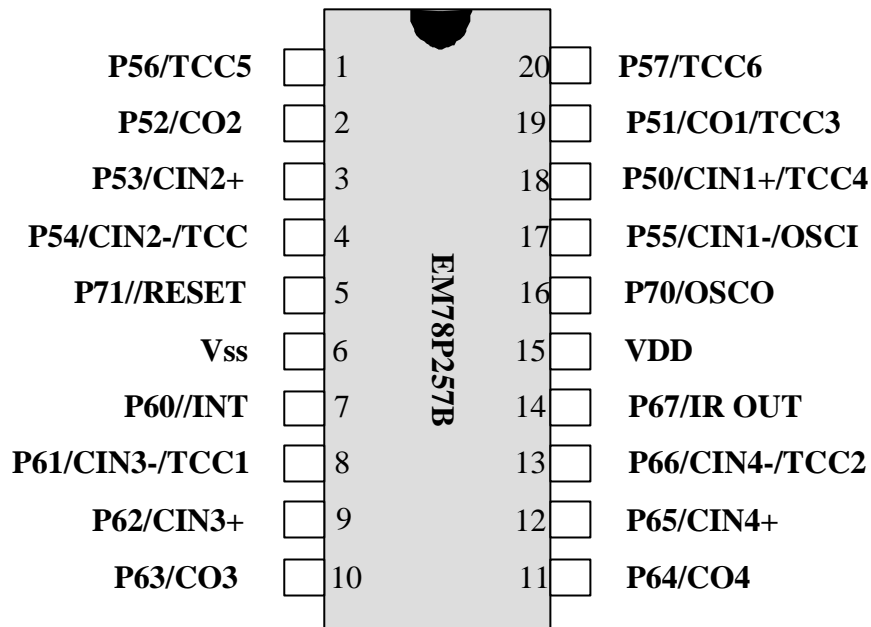 P56/TCC5 1 20 P57/TCC6
P52/CO2 2 19 P51/CO1/TCC3
P53/CIN2+ 3 18 P50/CIN1+/TCC4
P54/CIN2-/TCC 4 17 P55/CIN1-/OSCI
P71//RESET 5 16 P70/OSCO
Vss 6 15 VDD
P60//INT 7 14 P67/IR OUT
P61/CIN3-/TCC1 8 13 P66/CIN4-/TCC2
P62/CIN3+ 9 12 P65/CIN4+
P63/CO3 10 11 P64/CO4
EM78P257B